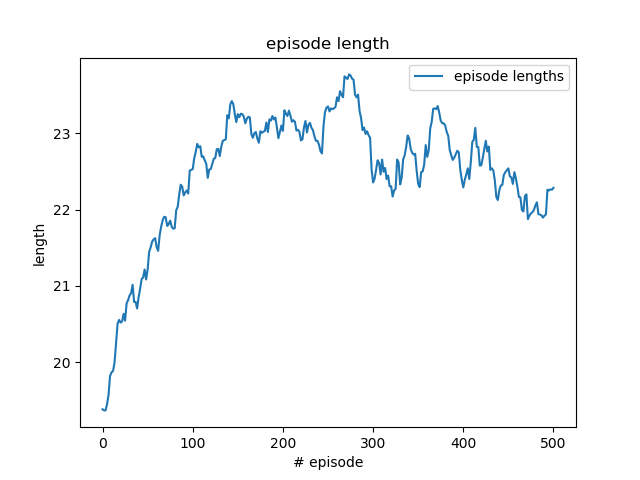 episode length
episode lengths
length
23
22
21
20
0 100 200 300 400 500
# episode